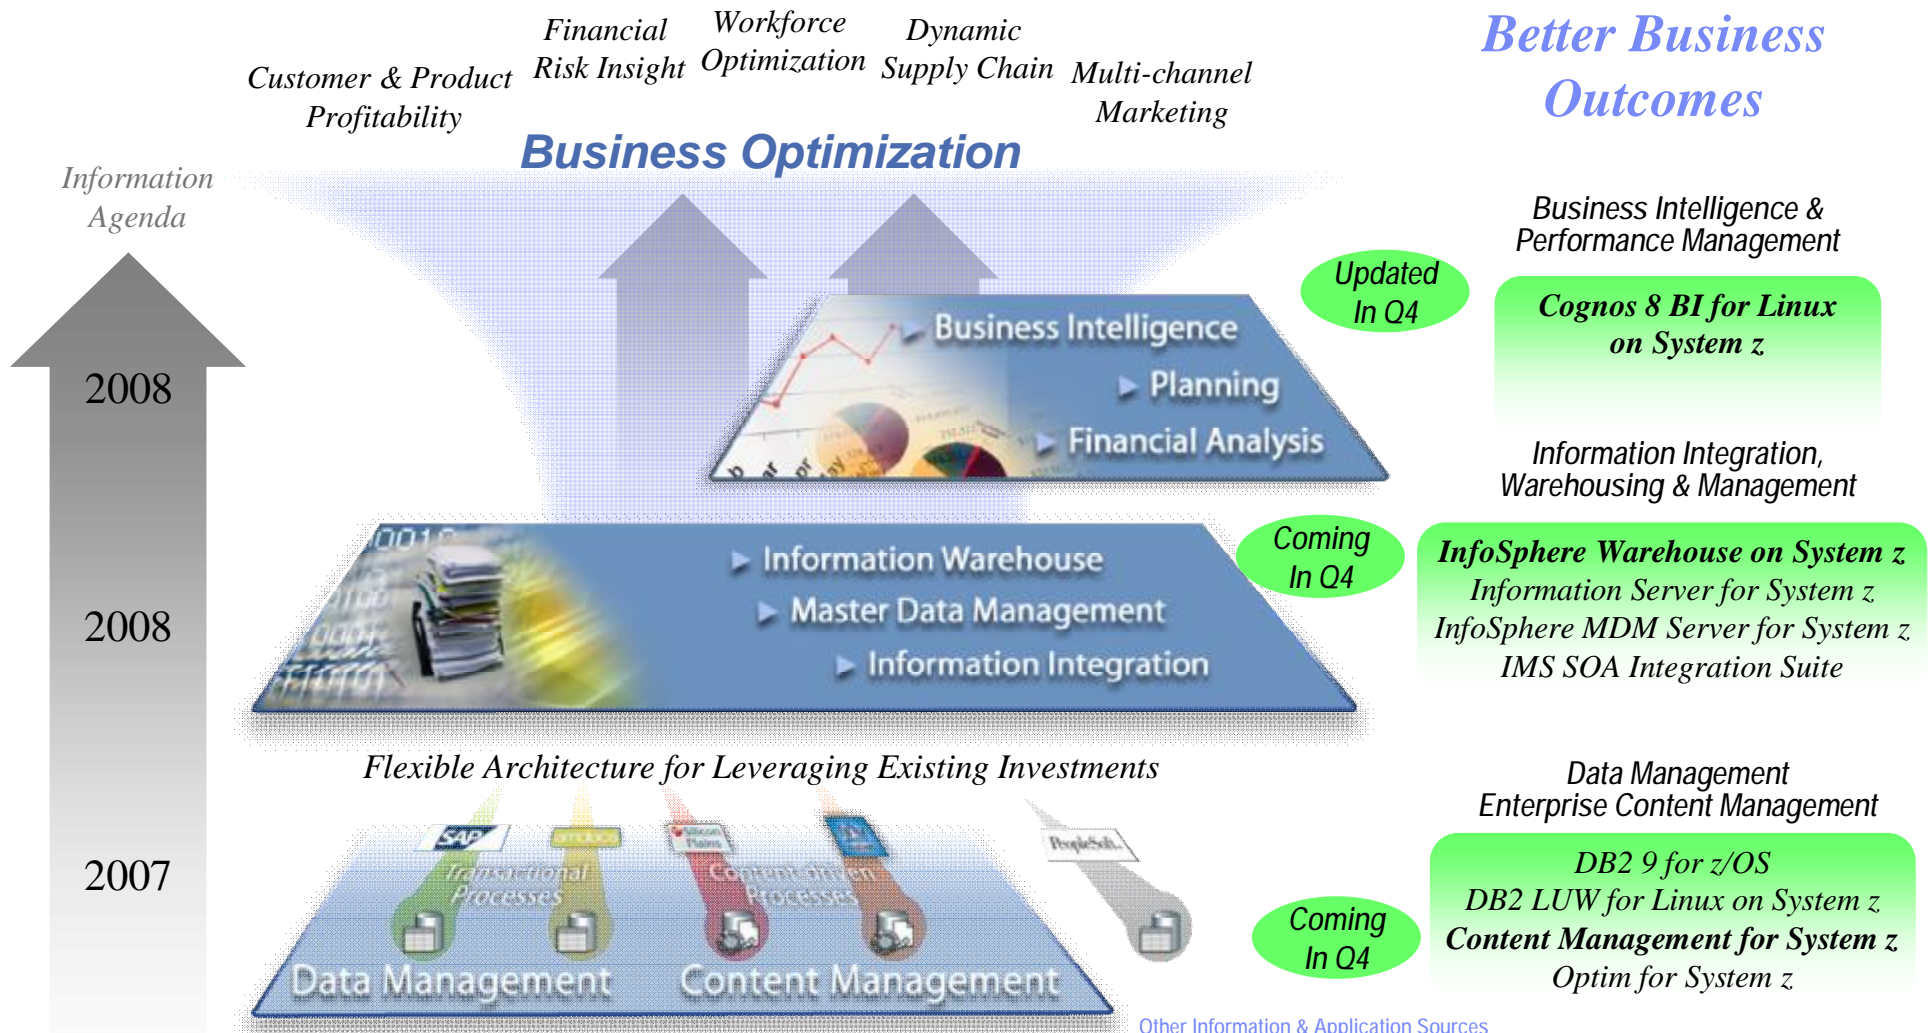 Financial
Risk Insight
Workforce
Optimization
Dynamic
Supply Chain
Customer & Product
Profitability
Multi-channel
Marketing
Better Business
Outcomes
Business Optimization
Information
Agenda
Business Intelligence &
Performance Management
Updated
In Q4
Cognos 8 BI for Linux
on System z
Business Intelligence
Planning
Financial Analysis
2008
Information Integration,
Warehousing & Management
Coming
In Q4
InfoSphere Warehouse on System z
Information Server for System z
InfoSphere MDM Server for System z
IMS SOA Integration Suite
Information Warehouse
Master Data Management
Information Integration
2008
Flexible Architecture for Leveraging Existing Investments
Data Management
Enterprise Content Management
SAP
Silicon
Plains
PeopleSoft
Transactional
Processes
Content-Driven
Processes
2007
DB2 9 for z/OS
DB2 LUW for Linux on System z
Content Management for System z
Optim for System z
Coming
In Q4
Data Management
Content Management
Other Information & Application Sources